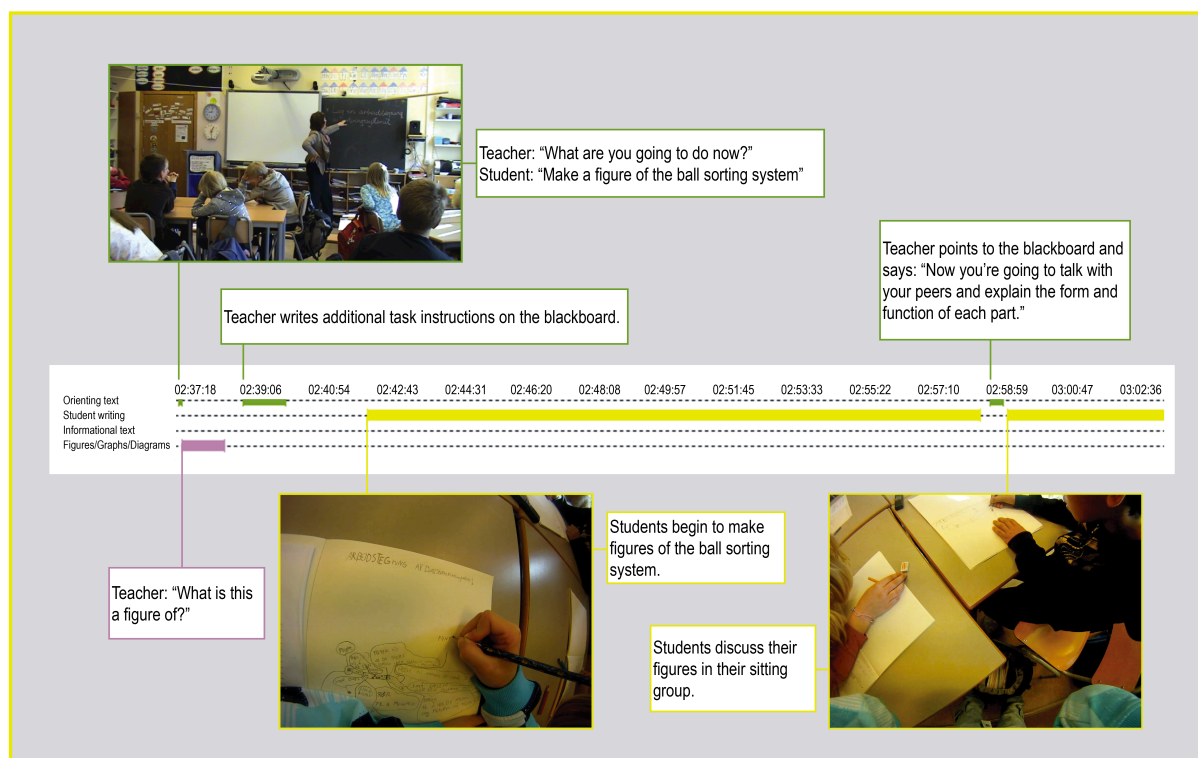 Teacher: “What are you going to do now?”
Student: “Make a figure of the ball sorting system”
Teacher points to the blackboard and
says: “Now you’re going to talk with
your peers and explain the form and
function of each part.”
Teacher writes additional task instructions on the blackboard.
02:37:18 02:39:06 02:40:54 02:42:43 02:44:31 02:46:20 02:48:08 02:49:57 02:51:45 02:53:33 02:55:22 02:57:10 02:58:59 03:00:47 03:02:36
Orienting text
Student writing
Informational text
Figures/Graphs/Diagrams
Students begin to make
figures of the ball sorting
system.
Teacher: “What is this
a figure of?”
Students discuss their
figures in their sitting
group.